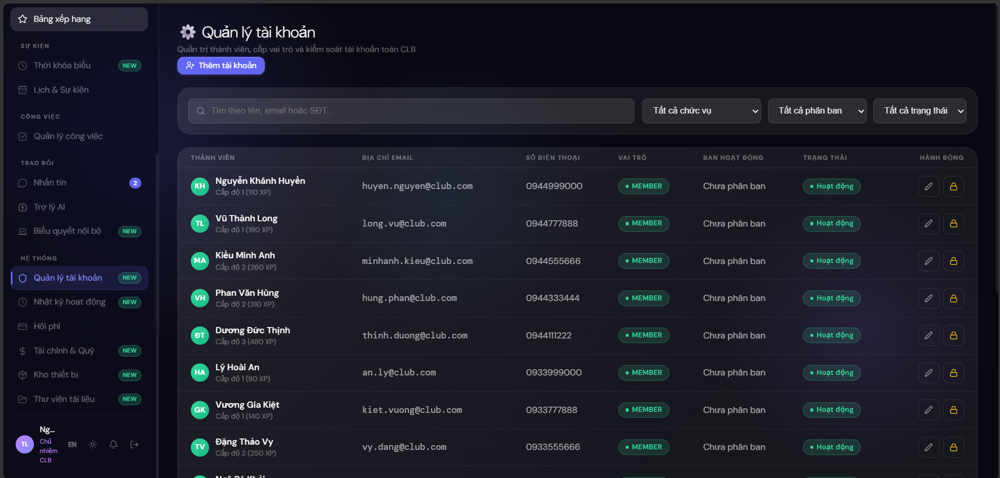 Bảng xếp hạng
SỰ KIỆN
Thời khóa biểu NEW
Lịch & Sự kiện
CÔNG VIỆC
Quản lý công việc
TRAO ĐỔI
Nhắn tin 2
Trợ lý AI
Biểu quyết nội bộ NEW
HỆ THỐNG
Quản lý tài khoản NEW
Nhật ký hoạt động NEW
Hội phí
Tài chính & Quỹ NEW
Kho thiết bị NEW
Thư viện tài liệu NEW
TL
Ng...
Chủ
nhiệm
CLB
EN
Quản lý tài khoản
Quản trị thành viên, cấp vai trò và kiểm soát tài khoản toàn CLB
Thêm tài khoản
Tìm theo tên, email hoặc SĐT... Tất cả chức vụ Tất cả phân ban Tất cả trạng thái
THÀNH VIÊN ĐỊA CHỈ EMAIL SỐ ĐIỆN THOẠI VAI TRÒ BAN HOẠT ĐỘNG TRẠNG THÁI HÀNH ĐỘNG
KH Nguyễn Khánh Huyền huyen.nguyen@club.com 0944999000 MEMBER Chưa phân ban Hoạt động
Cấp độ 1 (110 XP)
TL Vũ Thành Long long.vu@club.com 0944777888 MEMBER Chưa phân ban Hoạt động
Cấp độ 1 (190 XP)
MA Kiều Minh Anh minhanh.kieu@club.com 0944555666 MEMBER Chưa phân ban Hoạt động
Cấp độ 2 (260 XP)
VH Phan Văn Hùng hung.phan@club.com 0944333444 MEMBER Chưa phân ban Hoạt động
Cấp độ 2 (310 XP)
ĐT Dương Đức Thịnh thinh.duong@club.com 0944111222 MEMBER Chưa phân ban Hoạt động
Cấp độ 3 (480 XP)
HA Lý Hoài An an.ly@club.com 0933999000 MEMBER Chưa phân ban Hoạt động
Cấp độ 1 (90 XP)
GK Vương Gia Kiệt kiet.vuong@club.com 0933777888 MEMBER Chưa phân ban Hoạt động
Cấp độ 1 (140 XP)
TV Đặng Thảo Vy vy.dang@club.com 0933555666 MEMBER Chưa phân ban Hoạt động
Cấp độ 2 (250 XP)